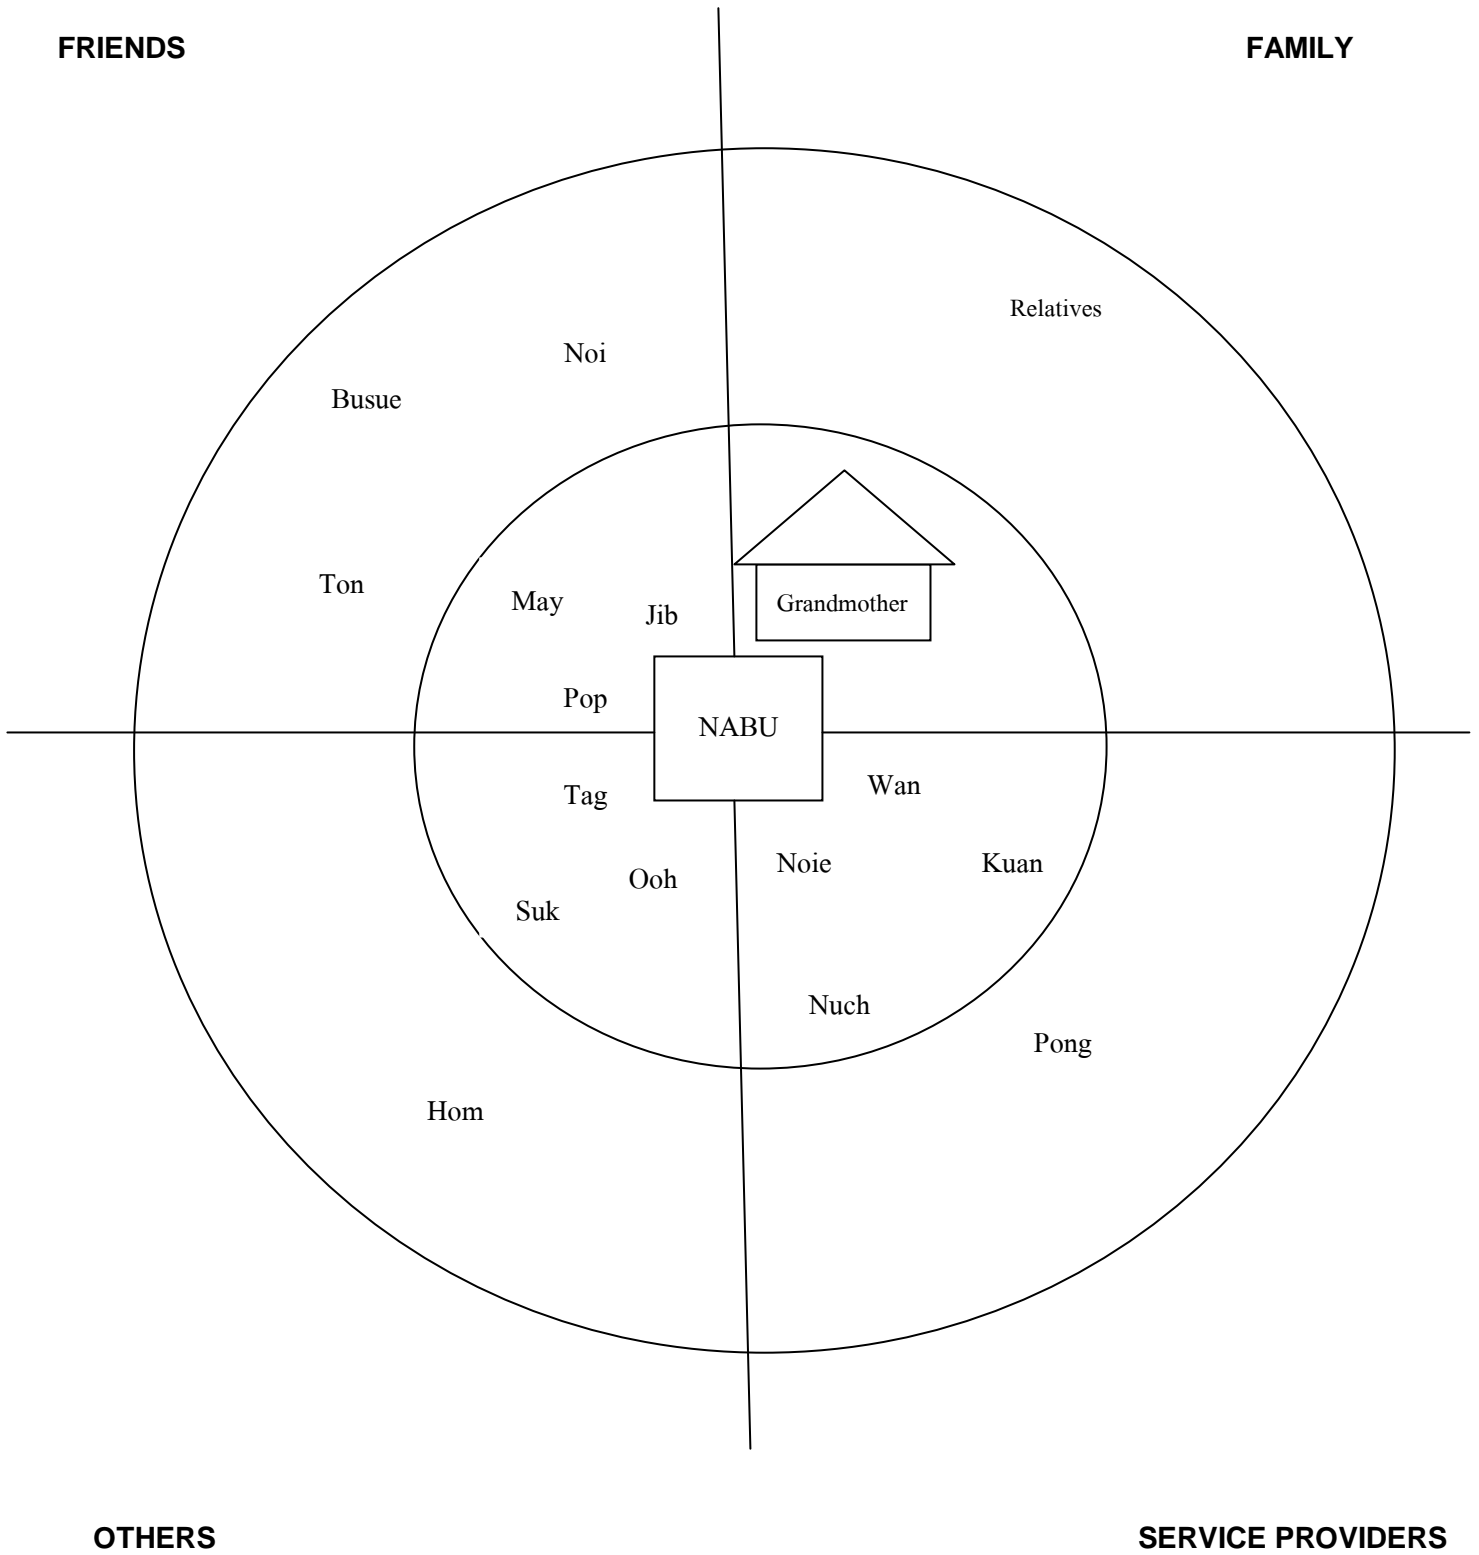 FRIENDS
FAMILY
Relatives
Noi
Busue
Ton
May
Jib
Grandmother
Pop
NABU
Tag
Wan
Ooh
Noie
Kuan
Suk
Nuch
Pong
Hom
OTHERS
SERVICE PROVIDERS